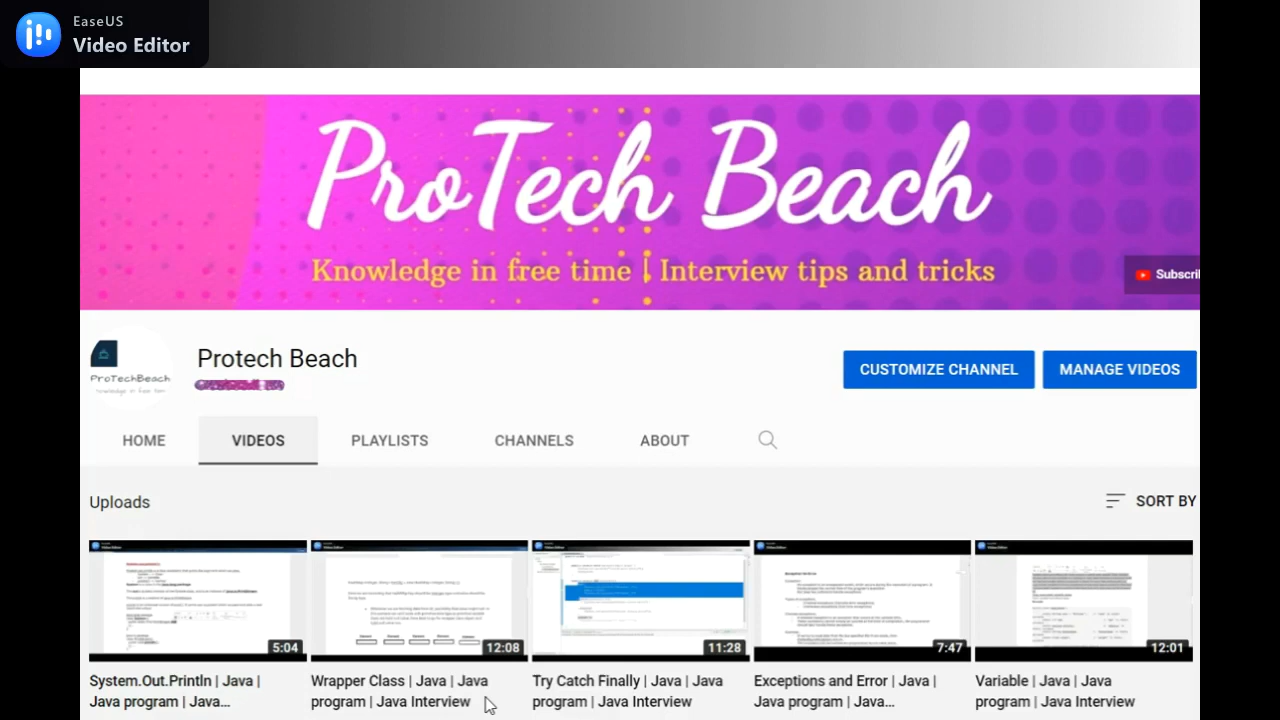 EaseUS
Video Editor
ProTech Beach
Knowledge in free time | Interview tips and tricks
Protech Beach
ProTechBeach
CUSTOMIZE CHANNEL
MANAGE VIDEOS
HOME
VIDEOS
PLAYLISTS
CHANNELS
ABOUT
Uploads
SORT BY
5:04
12:08
11:28
7:47
12:01
System.Out.Println | Java |
Java program | Java...
Wrapper Class | Java | Java
program | Java Interview
Try Catch Finally | Java | Java
program | Java Interview
Exceptions and Error | Java |
Java program | Java...
Variable | Java | Java
program | Java Interview